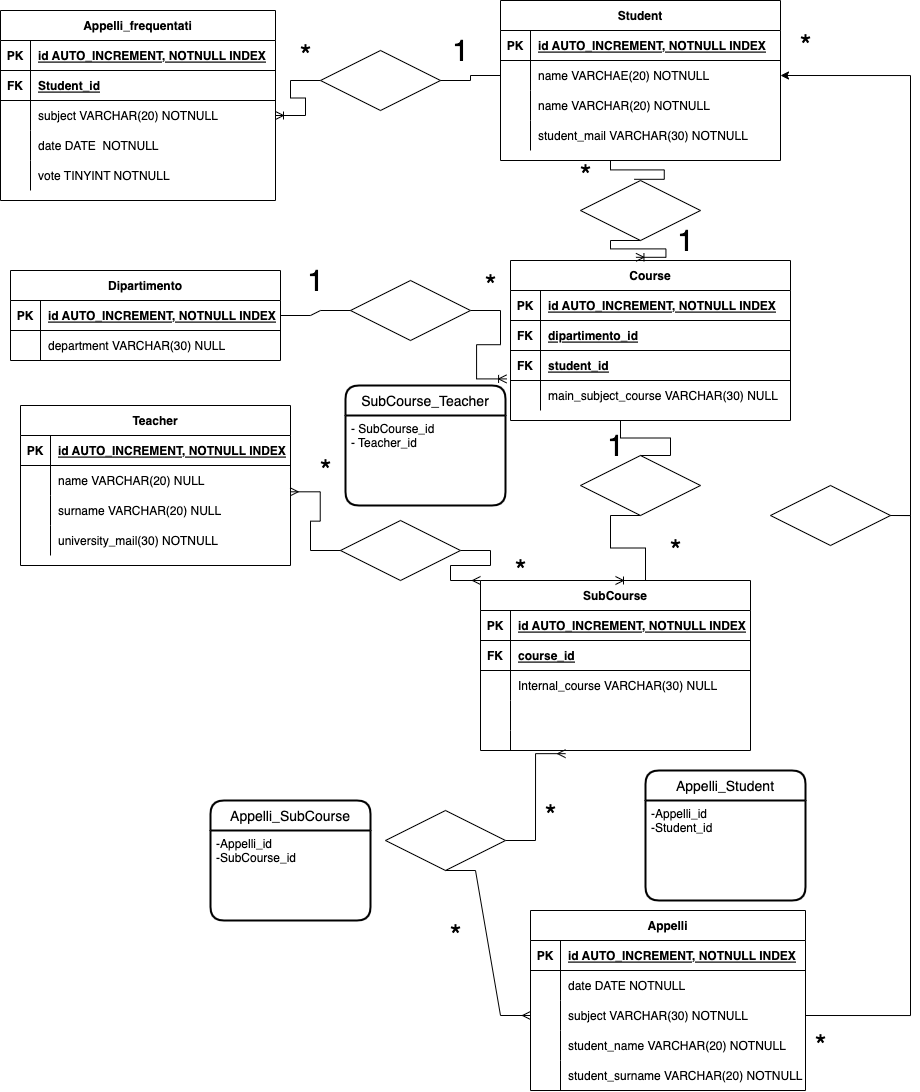 Appelli_frequentati
PK id AUTO_INCREMENT, NOTNULL INDEX
FK Student_id
subject VARCHAR(20) NOTNULL
date DATE  NOTNULL
vote TINYINT NOTNULL
*
1
Student
PK id AUTO_INCREMENT, NOTNULL INDEX
name VARCHAE(20) NOTNULL
name VARCHAR(20) NOTNULL
student_mail VARCHAR(30) NOTNULL
*
*
1
Dipartimento
PK id AUTO_INCREMENT, NOTNULL INDEX
department VARCHAR(30) NULL
1
*
Course
PK id AUTO_INCREMENT, NOTNULL INDEX
FK dipartimento_id
FK student_id
main_subject_course VARCHAR(30) NULL
SubCourse_Teacher
- SubCourse_id
- Teacher_id
Teacher
PK id AUTO_INCREMENT, NOTNULL INDEX
name VARCHAR(20) NULL
surname VARCHAR(20) NULL
university_mail(30) NOTNULL
*
*
1
*
SubCourse
PK id AUTO_INCREMENT, NOTNULL INDEX
FK course_id
Internal_course VARCHAR(30) NULL
Appelli_SubCourse
-Appelli_id
-SubCourse_id
*
*
Appelli_Student
-Appelli_id
-Student_id
Appelli
PK id AUTO_INCREMENT, NOTNULL INDEX
date DATE NOTNULL
subject VARCHAR(30) NOTNULL
student_name VARCHAR(20) NOTNULL
student_surname VARCHAR(20) NOTNULL
*